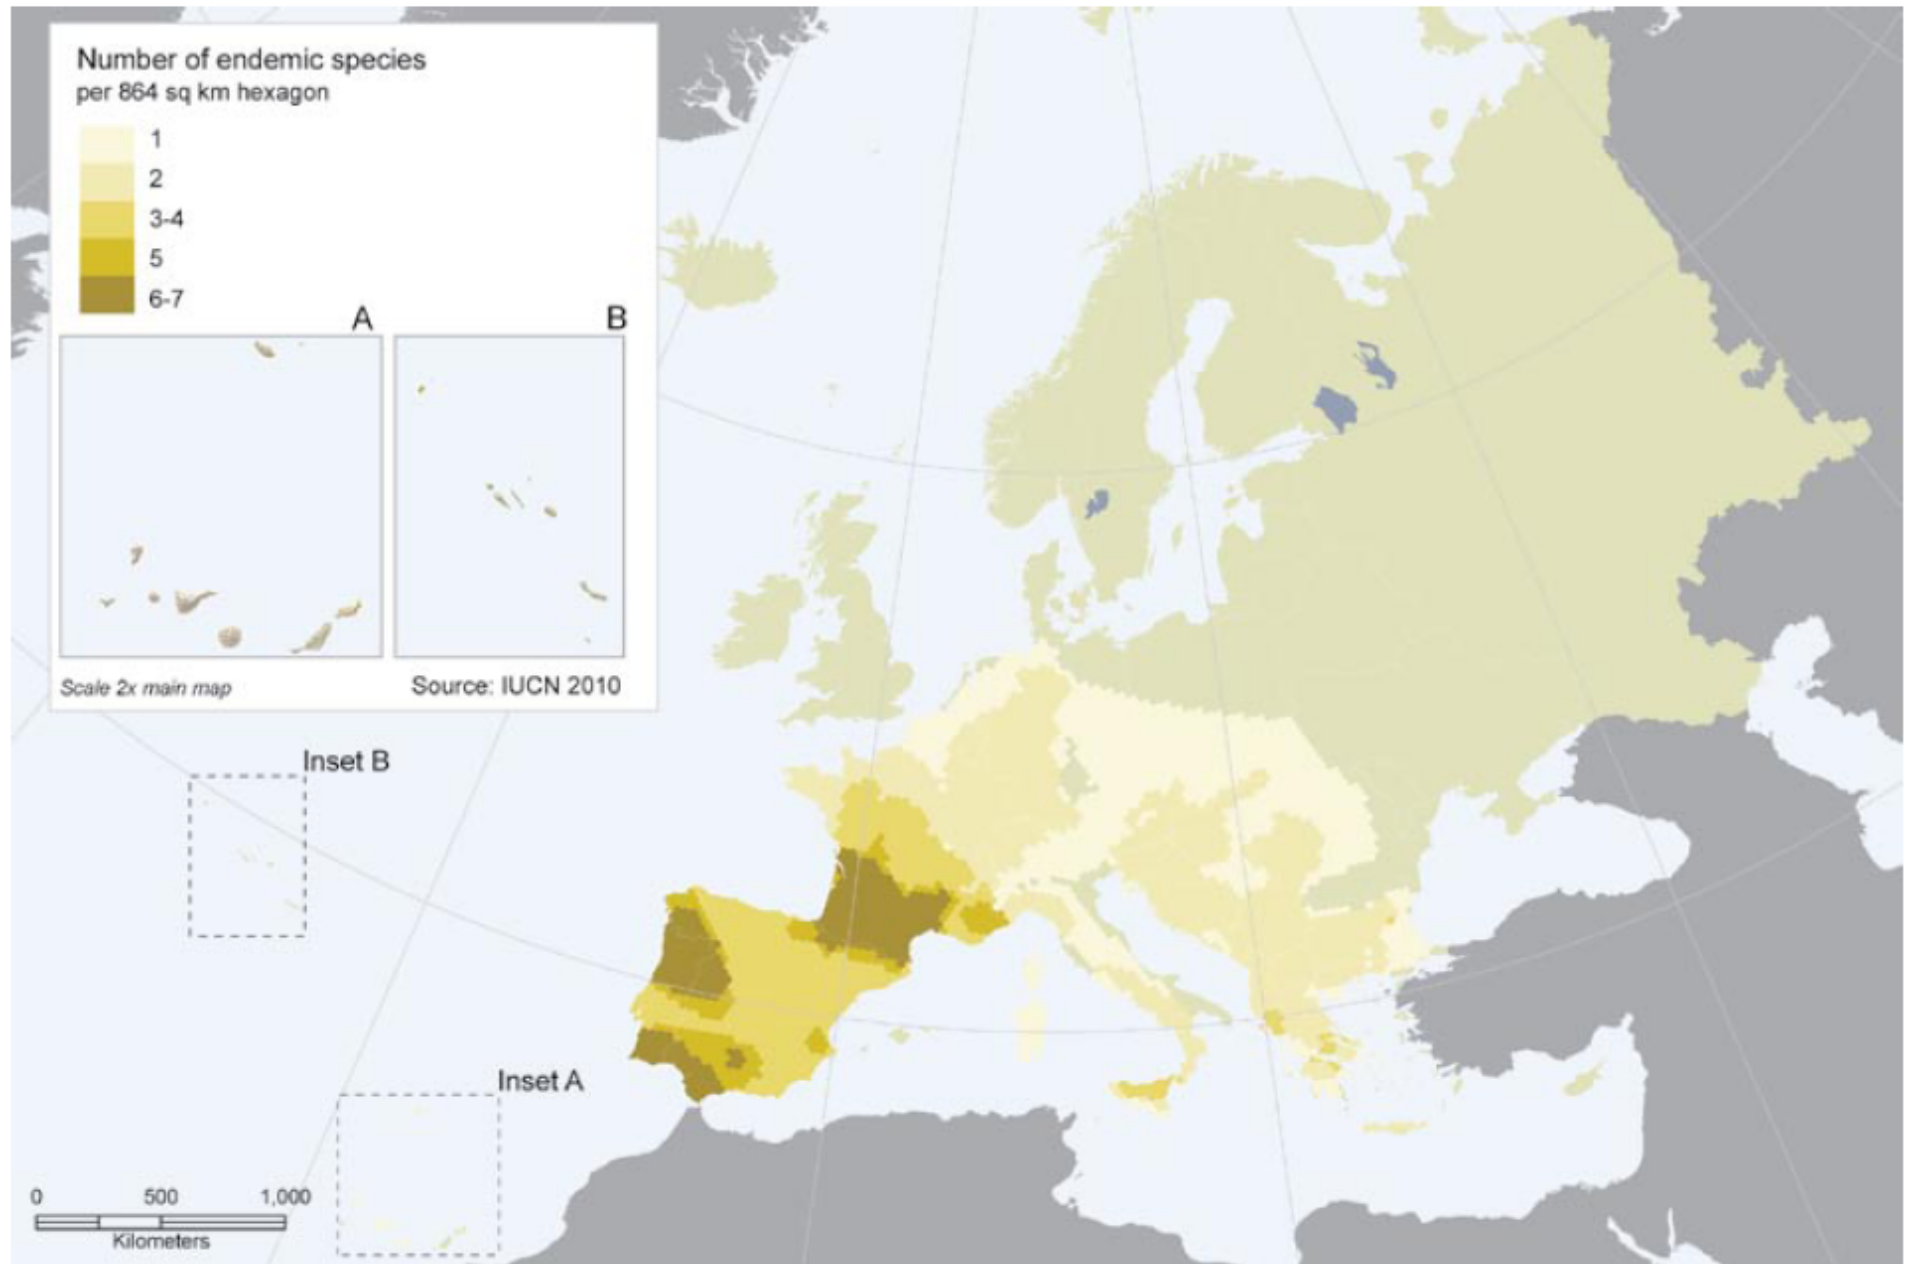 Number of endemic species
per 864 sq km hexagon
1
2
3-4
5
6-7
A
B
Scale 2x main map
Source: IUCN 2010
Inset B
Inset A
0 500 1,000
Kilometers